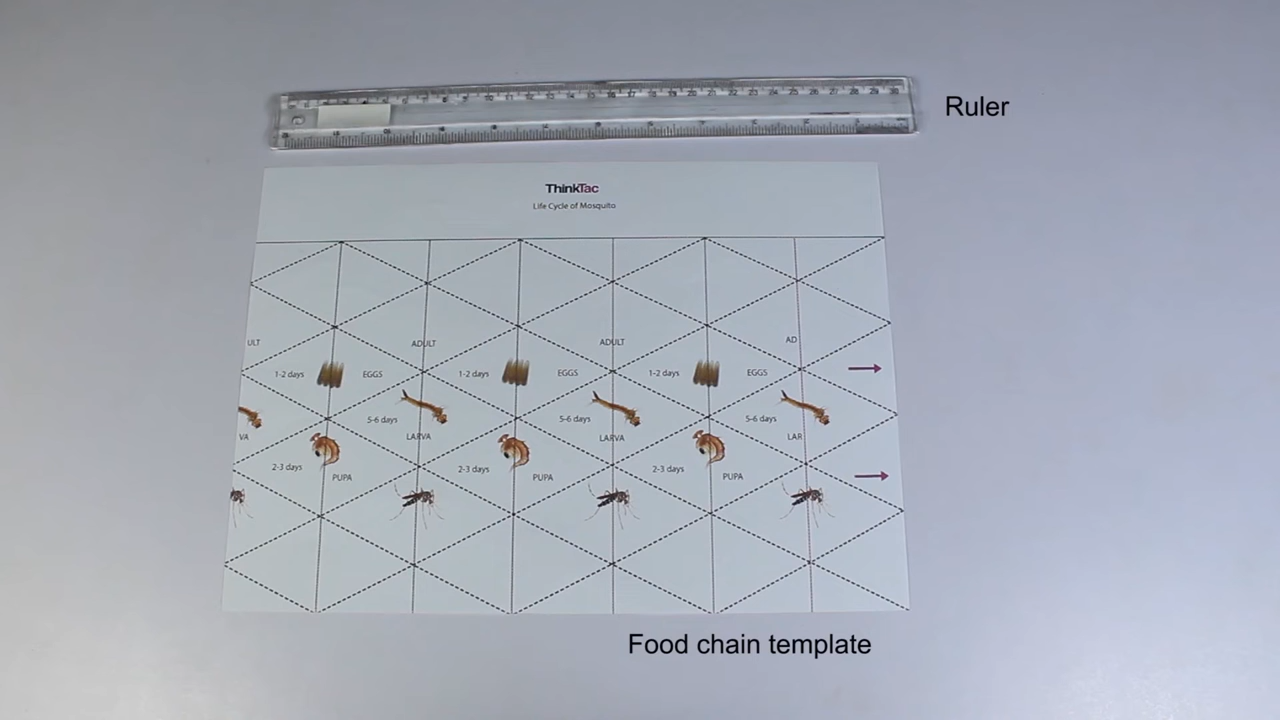 Ruler
ThinkTac
Life Cycle of Mosquito
ULT ADULT ADULT AD
1-2 days EGGS 1-2 days EGGS 1-2 days EGGS
5-6 days 5-6 days 5-6 days
VA LARVA LARVA LAR
2-3 days PUPA 2-3 days PUPA 2-3 days PUPA
Food chain template